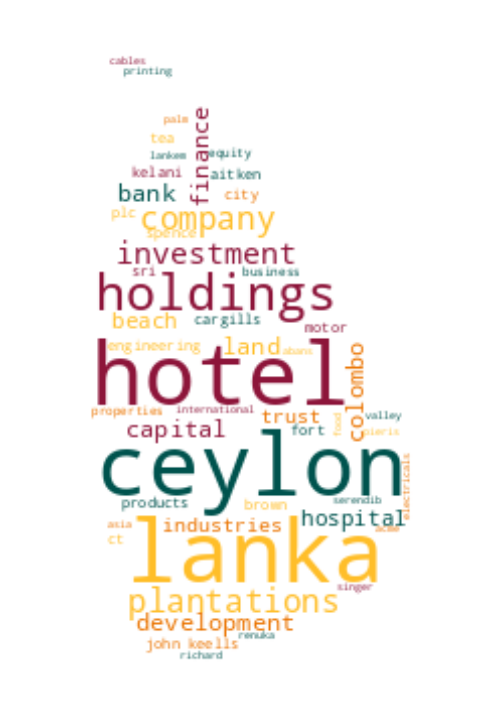 cables
printing
palm
finance
tea
lankem equity
kelani aitken
bank city
plc company
spence
investment
sri business
holdings
beach cargills
motor
engineering land abans
hotel
colombo
properties international
trust valley
capital fort food pieris
ceylon
electricals
products brown serendib
hospital
asia industries acme
ct lanka
singer
plantations
development
renuka
john keells
richard